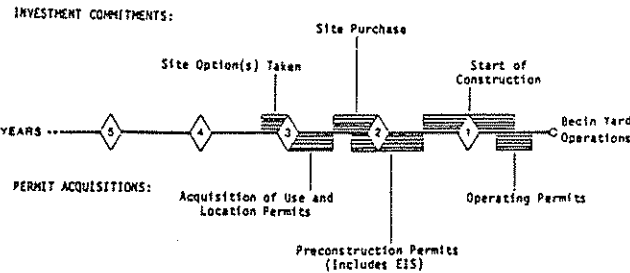 INVESTMENT COMMITMENTS:
Site Purchase
Site Option(s) Taken
Start of
Construction
YEARS
5
4
3
2
1
Becin Yard
Operations
PERMIT ACQUISITIONS:
Acquisition of Use and
Location Permits
Operating Permits
Preconstruction Permits
(Includes EIS)